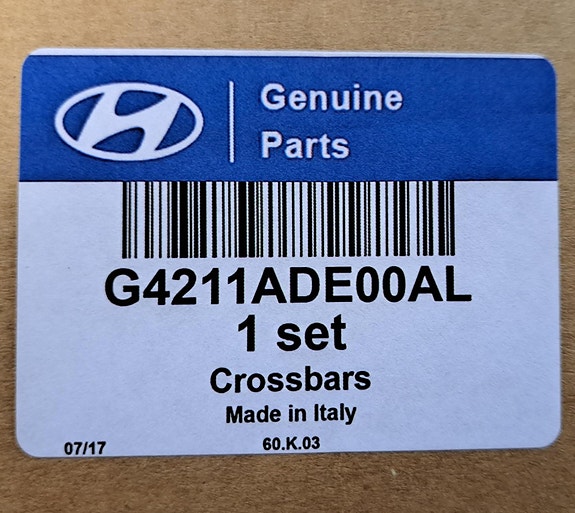 Genuine
Parts
G4211ADE00AL
1 set
Crossbars
Made in Italy
07/17
60.K.03